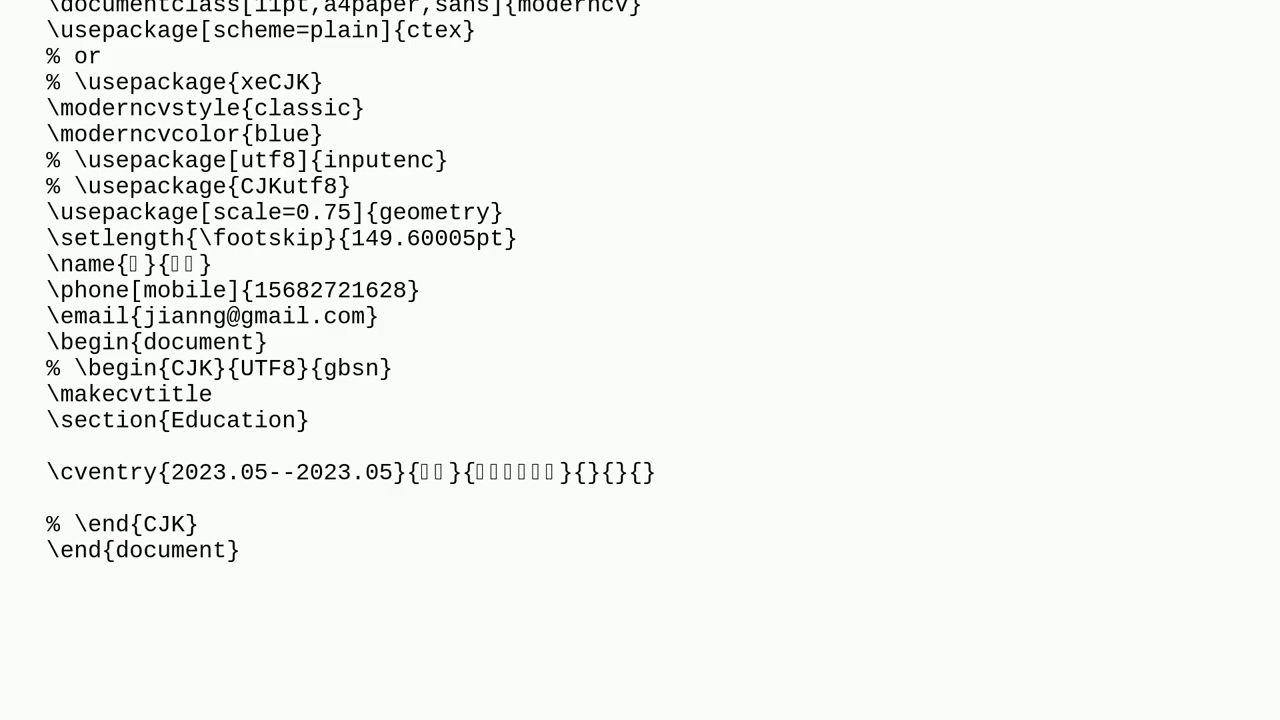 \documentclass[11pt,a4paper,sans]{moderncv}
\usepackage[scheme=plain]{ctex}
% or
% \usepackage{xeCJK}
\moderncvstyle{classic}
\moderncvcolor{blue}
% \usepackage[utf8]{inputenc}
% \usepackage{CJKutf8}
\usepackage[scale=0.75]{geometry}
\setlength{\footskip}{149.60005pt}
\name{}{}
\phone[mobile]{15682721628}
\email{jianng@gmail.com}
\begin{document}
% \begin{CJK}{UTF8}{gbsn}
\makecvtitle
\section{Education}
\cventry{2023.05--2023.05}{}{}{}{}{}
% \end{CJK}
\end{document}